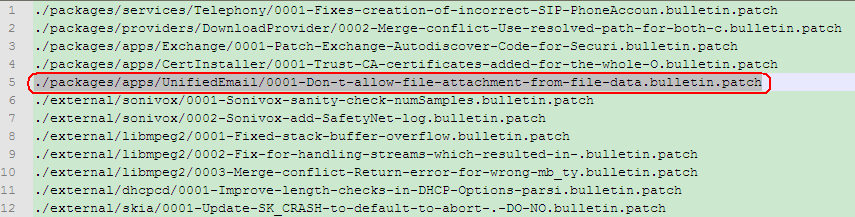 1 ./packages/services/Telephony/0001-Fixes-creation-of-incorrect-SIP-PhoneAccoun.bulletin.patch
2 ./packages/providers/DownloadProvider/0002-Merge-conflict-Use-resolved-path-for-both-c.bulletin.patch
3 ./packages/apps/Exchange/0001-Patch-Exchange-Autodiscover-Code-for-Securi.bulletin.patch
4 ./packages/apps/CertInstaller/0001-Trust-CA-certificates-added-for-the-whole-O.bulletin.patch
5 ./packages/apps/UnifiedEmail/0001-Don-t-allow-file-attachment-from-file-data.bulletin.patch
6 ./external/sonivox/0001-Sonivox-sanity-check-numSamples.bulletin.patch
7 ./external/sonivox/0002-Sonivox-add-SafetyNet-log.bulletin.patch
8 ./external/libmpeg2/0001-Fixed-stack-buffer-overflow.bulletin.patch
9 ./external/libmpeg2/0002-Fix-for-handling-streams-which-resulted-in-.bulletin.patch
10 ./external/libmpeg2/0003-Merge-conflict-Return-error-for-wrong-mb_ty.bulletin.patch
11 ./external/dhcpcd/0001-Improve-length-checks-in-DHCP-Options-parsi.bulletin.patch
12 ./external/skia/0001-Update-SK_CRASH-to-default-to-abort-.-DO-NO.bulletin.patch